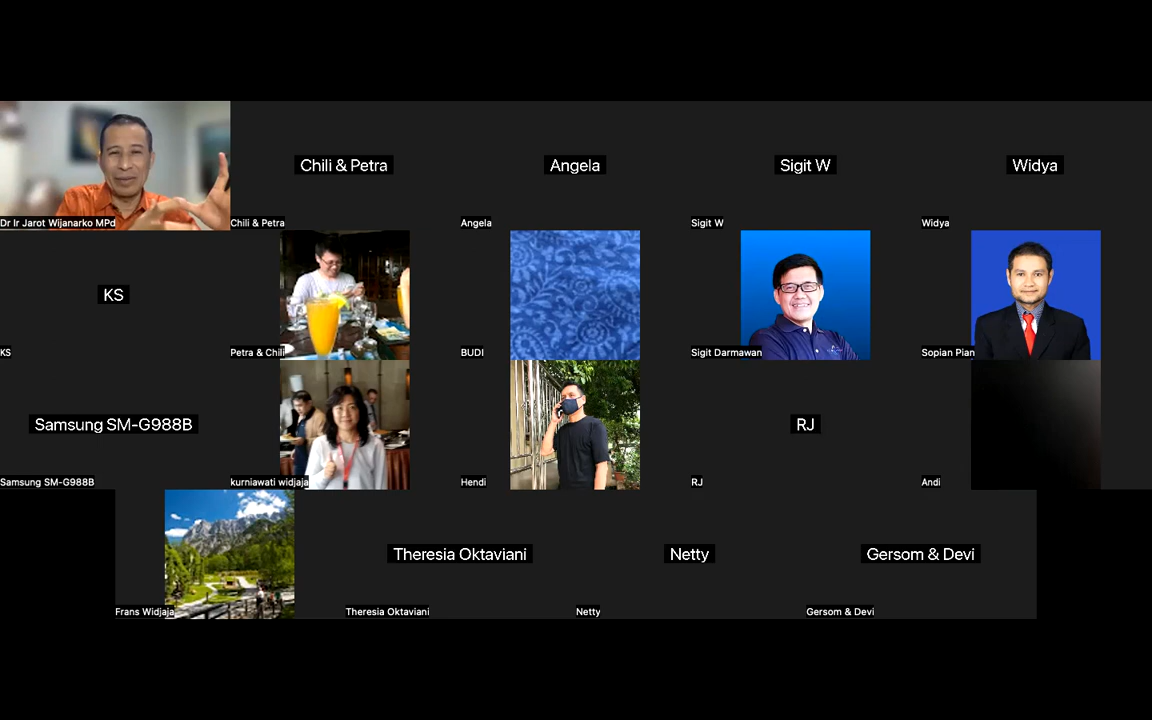 Chili & Petra
Angela
Sigit W
Widya
Dr Ir Jarot Wijanarko MPd
Chili & Petra
Angela
Sigit W
Widya
KS
KS
Petra & Chili
BUDI
Sigit Darmawan
Sopian Pian
Samsung SM-G988B
RJ
Samsung SM-G988B
kurniawati widjaja
Hendi
RJ
Andi
Theresia Oktaviani
Netty
Gersom & Devi
Frans Widjaja
Theresia Oktaviani
Netty
Gersom & Devi